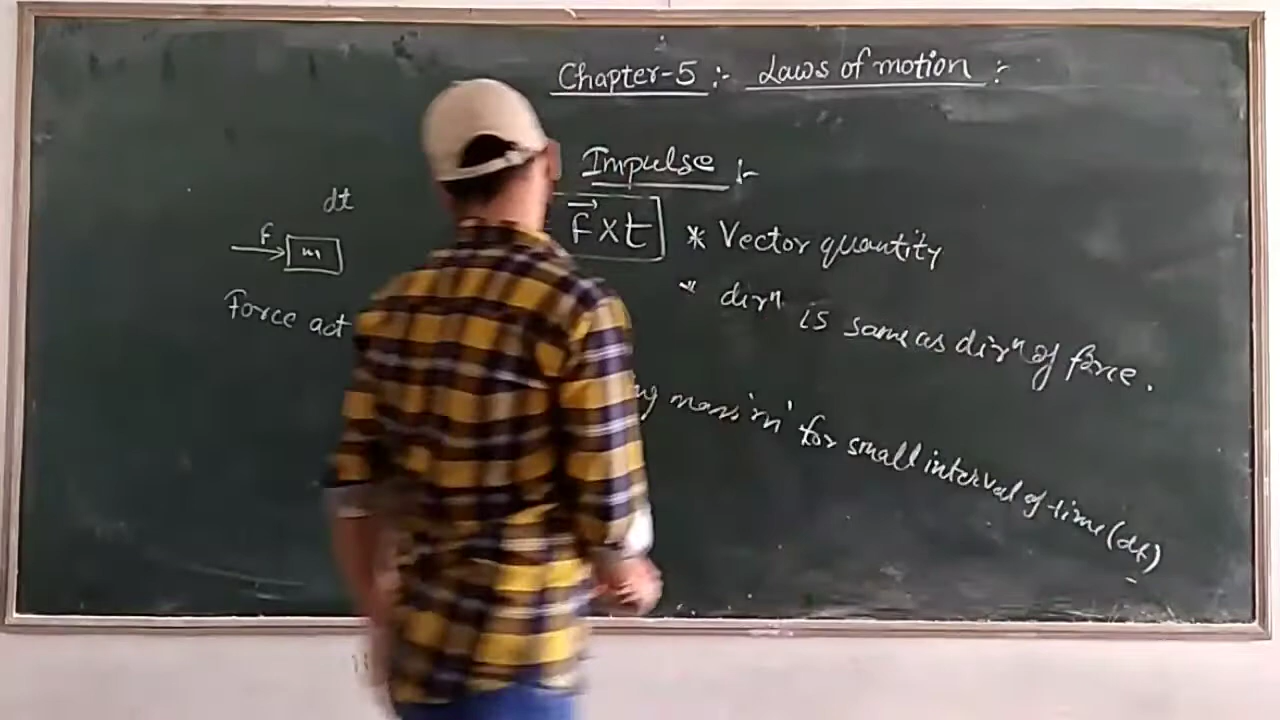 Chapter-5 :- Laws of motion :-
Impulse :-
dt
F⃗ x t * Vector quantity
F
m
* dirⁿ is same as dirⁿ of force.
Force act
mass 'm' for small interval of time (dt)